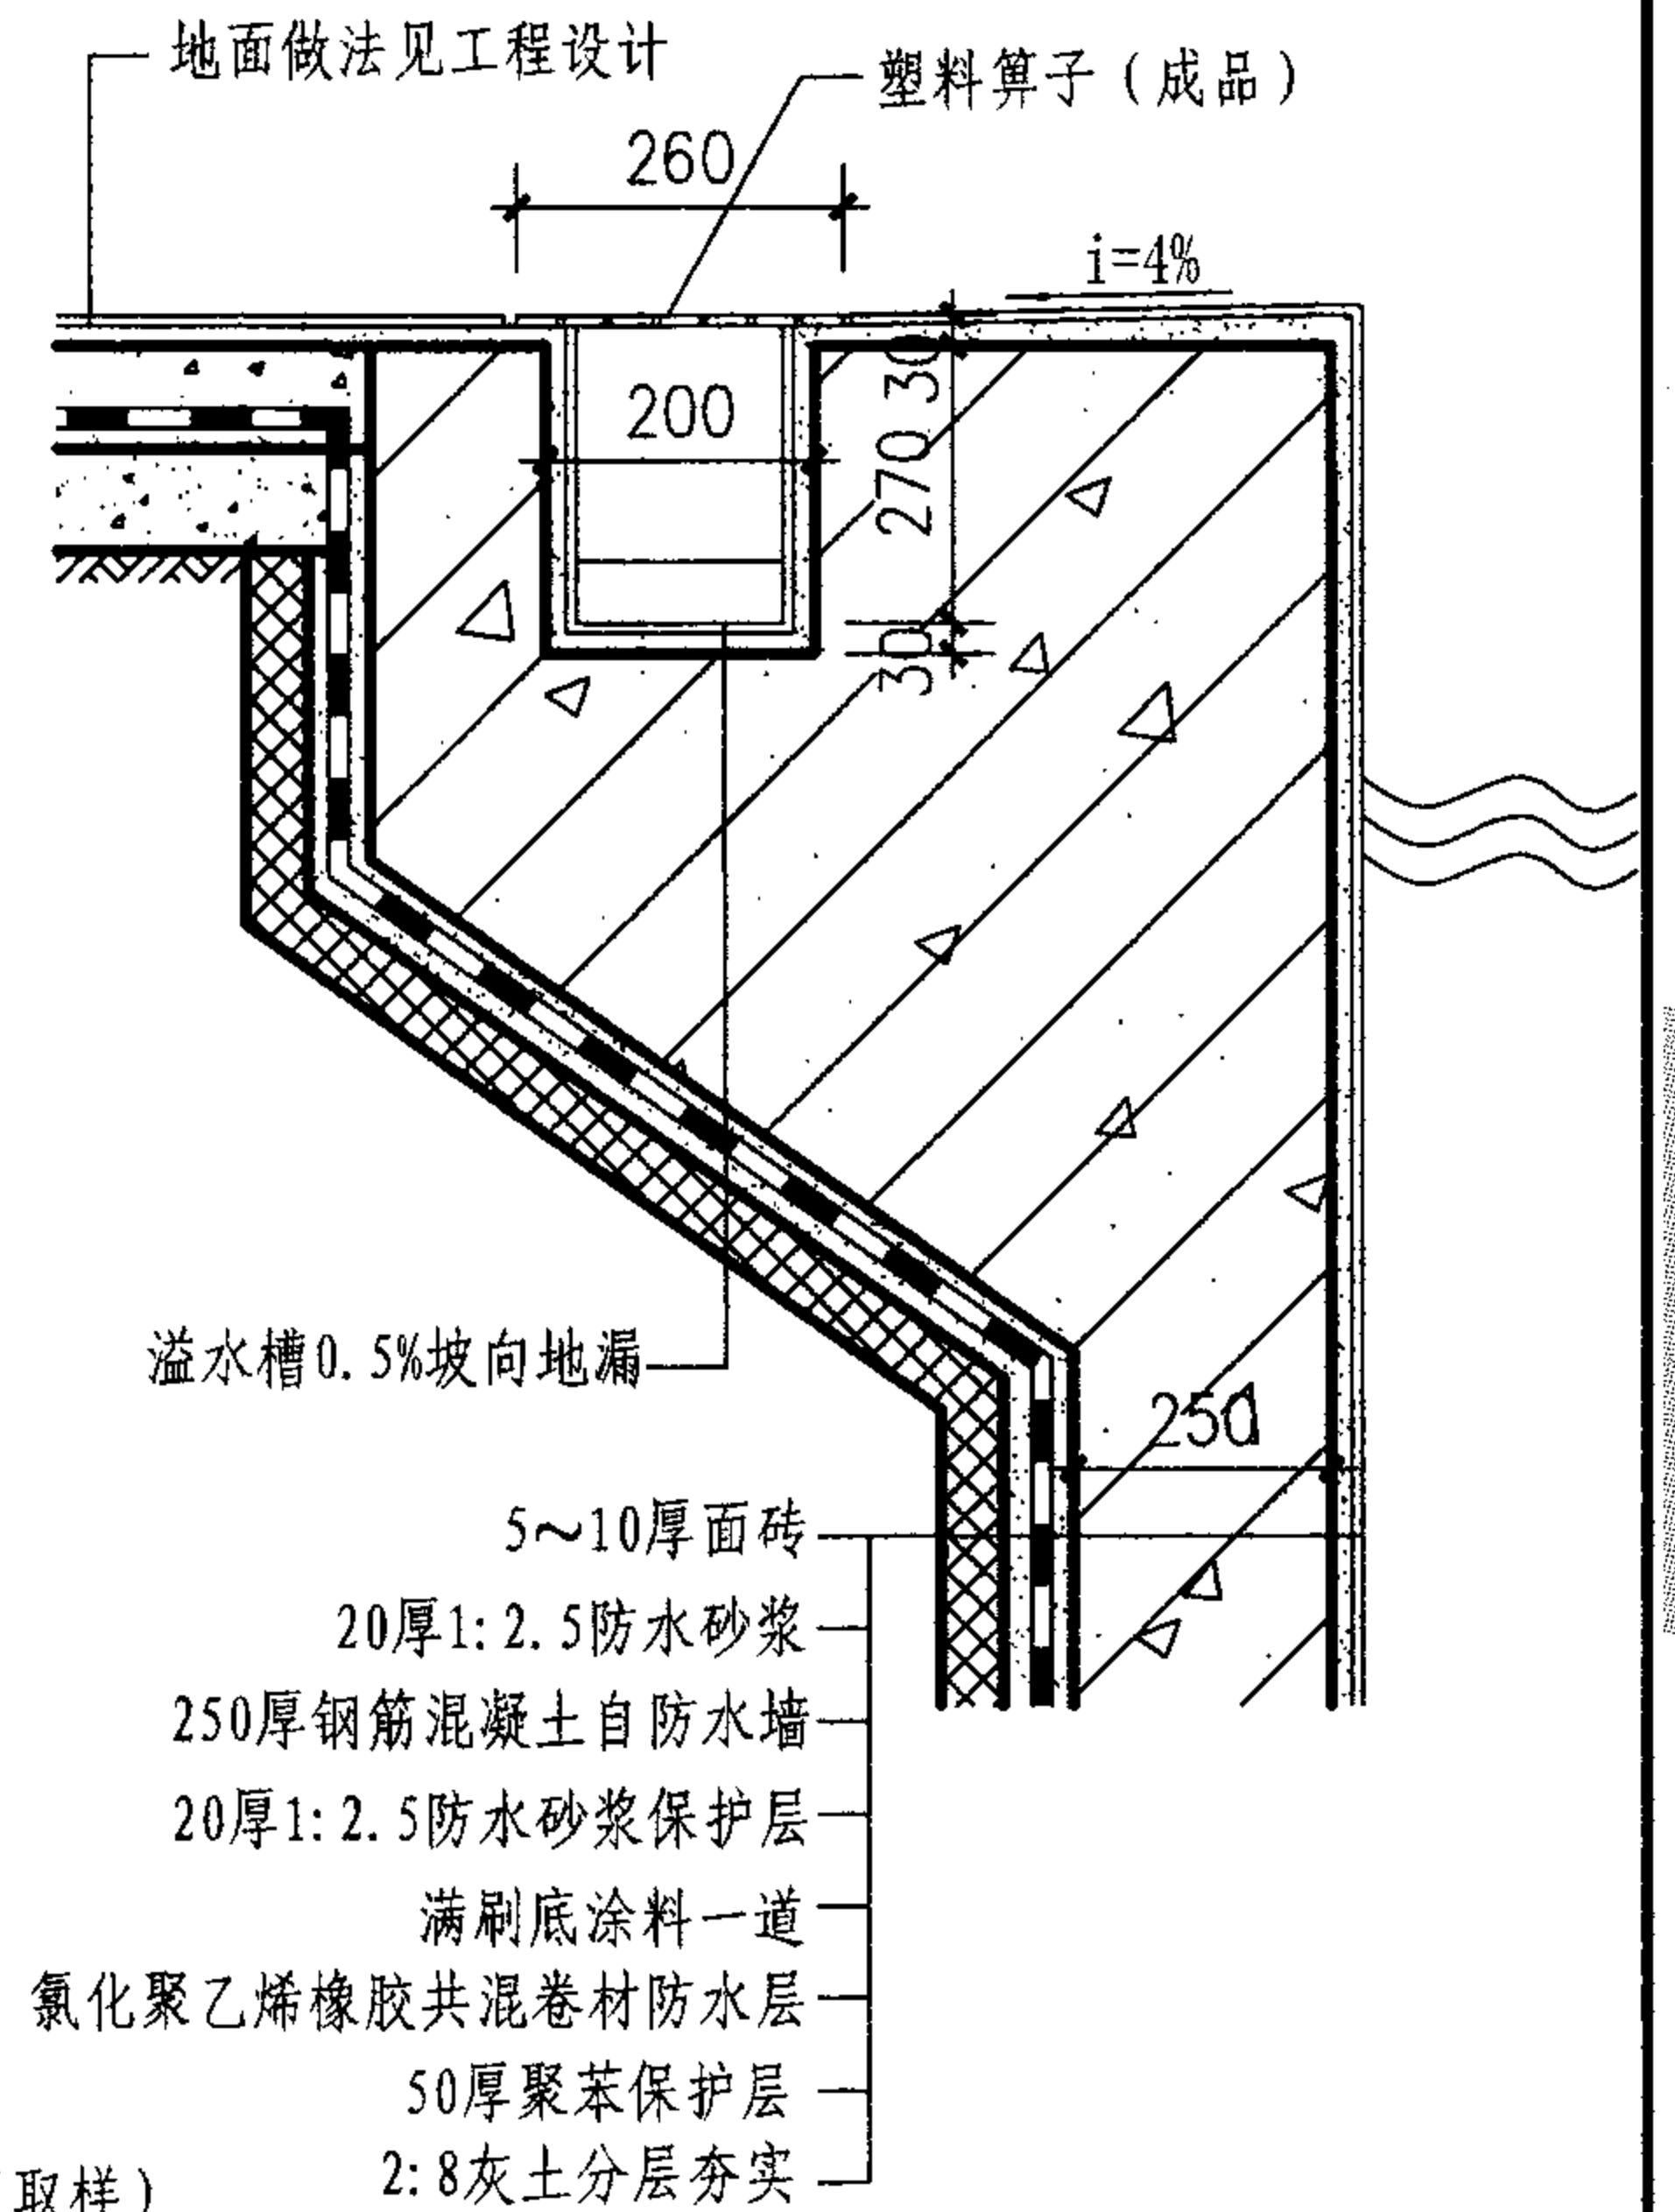 地面做法见工程设计
塑料箅子（成品）
260
i=4%
200
30
270
30
溢水槽0.5%坡向地漏
250
5~10厚面砖
20厚1:2.5防水砂浆
250厚钢筋混凝土自防水墙
20厚1:2.5防水砂浆保护层
满刷底涂料一道
氯化聚乙烯橡胶共混卷材防水层
50厚聚苯保护层
2:8灰土分层夯实
取样）